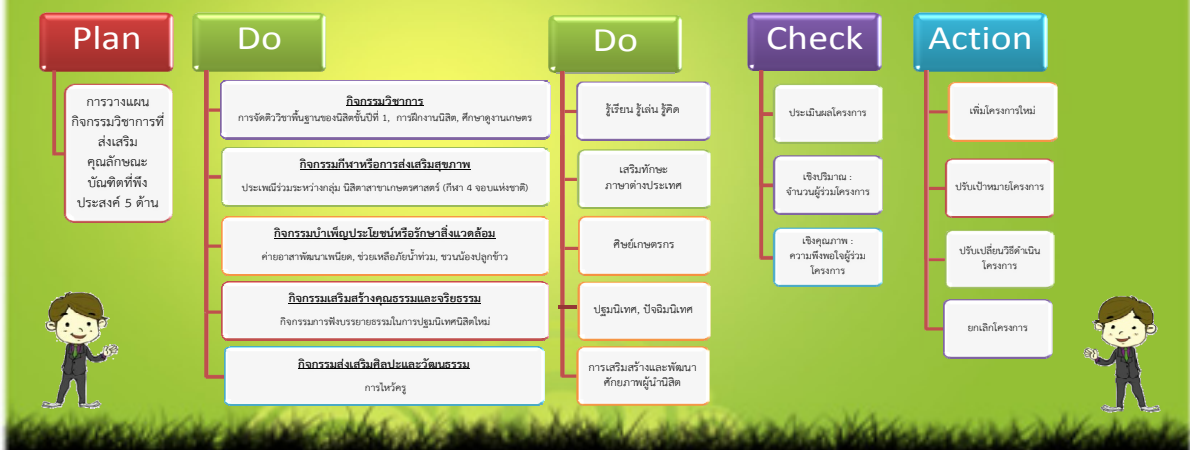 Plan
Do
Do
Check
Action
การวางแผน
กิจกรรมวิชาการที่
ส่งเสริม
คุณลักษณะ
บัณฑิตที่พึง
ประสงค์ 5 ด้าน
กิจกรรมวิชาการ
การจัดติววิชาพื้นฐานของนิสิตชั้นปีที่ 1, การฝึกงานนิสิต, ศึกษาดูงานเกษตร
กิจกรรมกีฬาหรือการส่งเสริมสุขภาพ
ประเพณีร่วมระหว่างกลุ่ม นิสิตาสาขาเกษตรศาสตร์ (กีฬา 4 จอบแห่งชาติ)
กิจกรรมบำเพ็ญประโยชน์หรือรักษาสิ่งแวดล้อม
ค่ายอาสาพัฒนาเพนียด, ช่วยเหลือภัยน้ำท่วม, ชวนน้องปลูกข้าว
กิจกรรมเสริมสร้างคุณธรรมและจริยธรรม
กิจกรรมการฟังบรรยายธรรมในการปฐมนิเทศนิสิตใหม่
กิจกรรมส่งเสริมศิลปะและวัฒนธรรม
การไหว้ครู
รู้เรียน รู้เล่น รู้คิด
เสริมทักษะ
ภาษาต่างประเทศ
ศิษย์เกษตรกร
ปฐมนิเทศ, ปัจฉิมนิเทศ
การเสริมสร้างและพัฒนา
ศักยภาพผู้นำนิสิต
ประเมินผลโครงการ
เชิงปริมาณ :
จำนวนผู้ร่วมโครงการ
เชิงคุณภาพ :
ความพึงพอใจผู้ร่วม
โครงการ
เพิ่มโครงการใหม่
ปรับเป้าหมายโครงการ
ปรับเปลี่ยนวิธีดำเนิน
โครงการ
ยกเลิกโครงการ